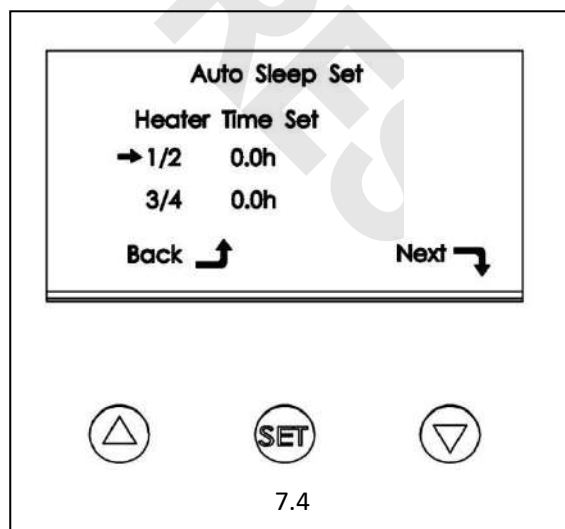 Auto Sleep Set
Heater Time Set
→1/2 0.0h
3/4 0.0h
Back Next
SET
7.4